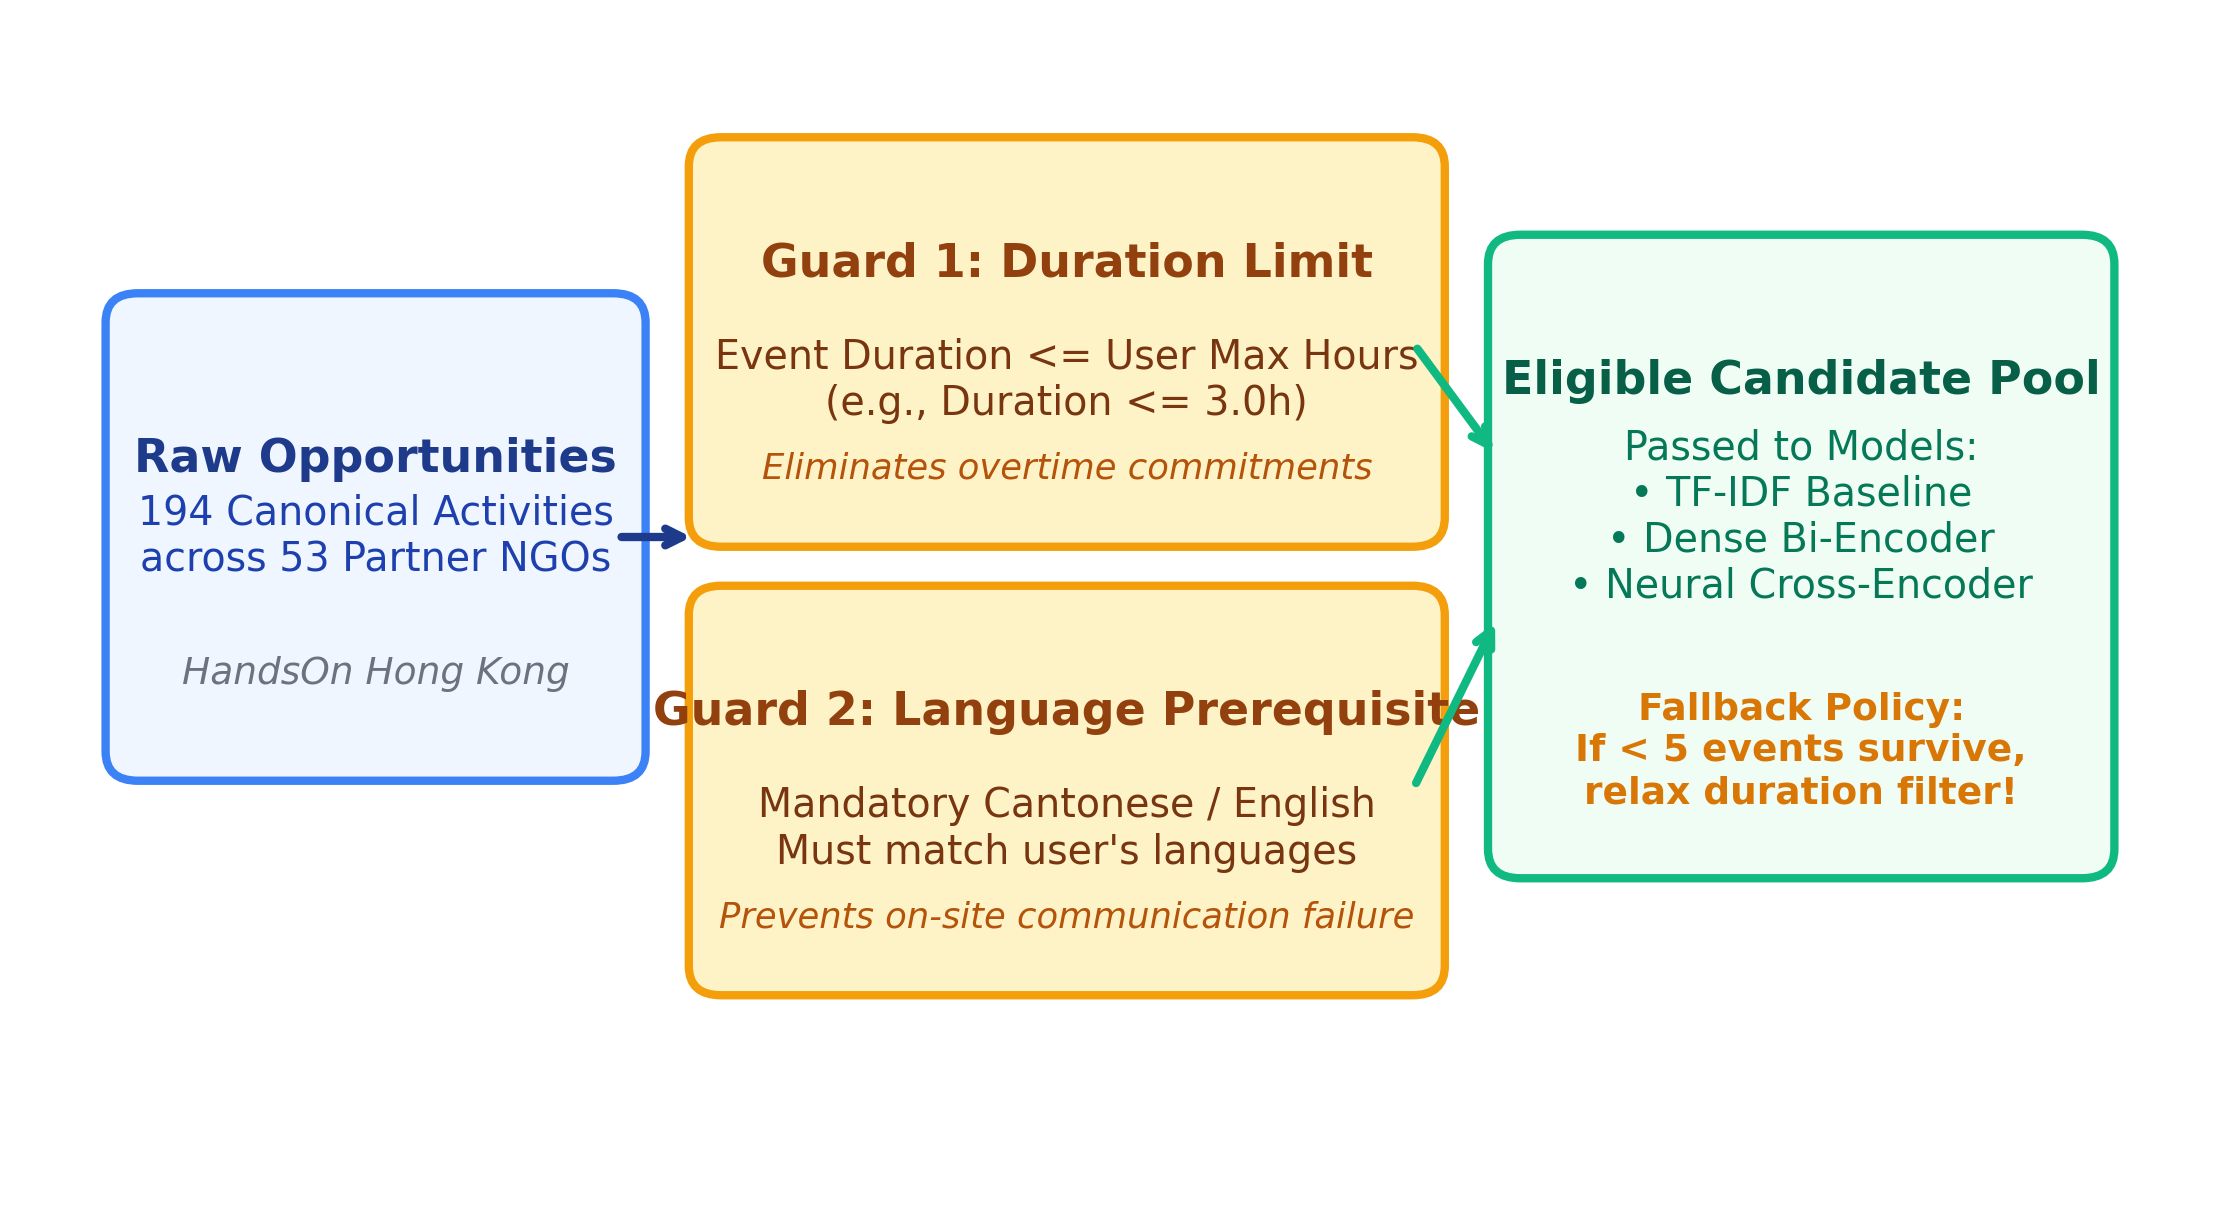 Raw Opportunities
194 Canonical Activities
across 53 Partner NGOs
HandsOn Hong Kong
Guard 1: Duration Limit
Event Duration <= User Max Hours
(e.g., Duration <= 3.0h)
Eliminates overtime commitments
Guard 2: Language Prerequisite
Mandatory Cantonese / English
Must match user's languages
Prevents on-site communication failure
Eligible Candidate Pool
Passed to Models:
• TF-IDF Baseline
• Dense Bi-Encoder
• Neural Cross-Encoder
Fallback Policy:
If < 5 events survive,
relax duration filter!